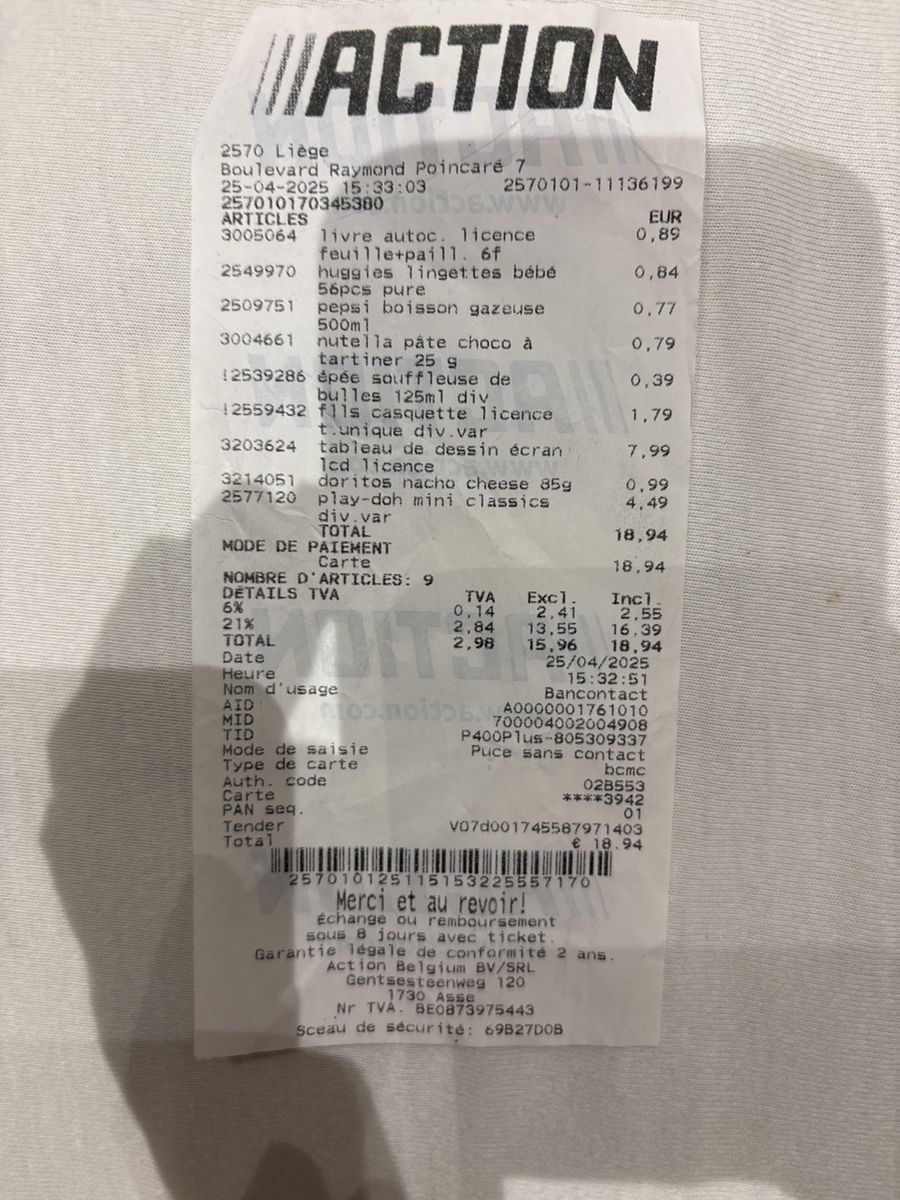 ACTION
2570 Liège
Boulevard Raymond Poincaré 7
25-04-2025 15:33:03 2570101-11136199
257010170345380
ARTICLES EUR
3005064 livre autoc. licence 0,89
feuille+paill. 6f
2549970 huggies lingettes bébé 0,84
56pcs pure
2509751 pepsi boisson gazeuse 0,77
500ml
3004661 nutella pâte choco à 0,79
tartiner 25 g
!2539286 épée souffleuse de 0,39
bulles 125ml div
!2559432 flls casquette licence 1,79
t.unique div.var
3203624 tableau de dessin écran 7,99
lcd licence
3214051 doritos nacho cheese 85g 0,99
2577120 play-doh mini classics 4,49
div.var
TOTAL 18,94
MODE DE PAIEMENT
Carte 18,94
NOMBRE D'ARTICLES: 9
DÉTAILS TVA TVA Excl. Incl.
6% 0,14 2,41 2,55
21% 2,84 13,55 16,39
TOTAL 2,98 15,96 18,94
Date 25/04/2025
Heure 15:32:51
Nom d'usage Bancontact
AID A0000001761010
MID 700004002004908
TID P400Plus-805309337
Mode de saisie Puce sans contact
Type de carte bcmc
Auth. code 02B553
Carte ****3942
PAN seq. 01
Tender V07d001745587971403
Total € 18.94
2570101251151532255​57170
Merci et au revoir!
échange ou remboursement
sous 8 jours avec ticket.
Garantie légale de conformité 2 ans.
Action Belgium BV/SRL
Gentsesteenweg 120
1730 Asse
Nr TVA. BE0873975443
Sceau de sécurité: 69B27D0B